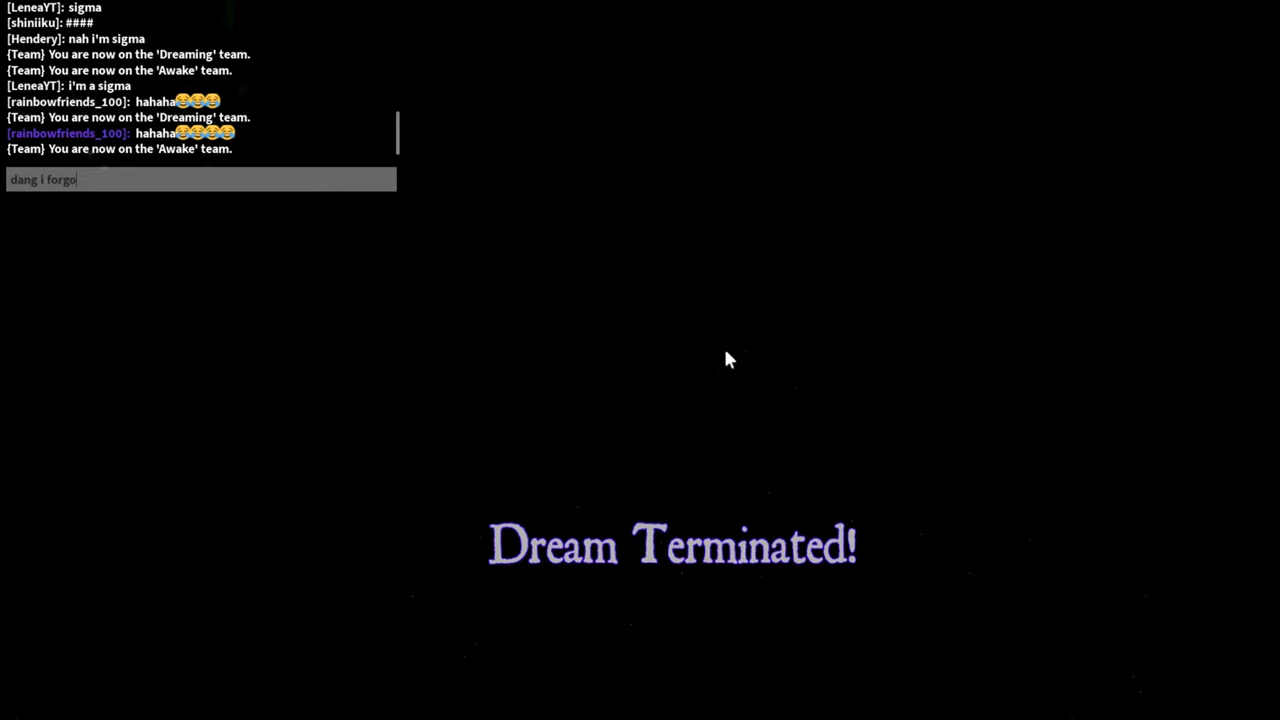 [LeneaYT]: sigma
[shiniiku]: ####
[Hendery]: nah i'm sigma
{Team} You are now on the 'Dreaming' team.
{Team} You are now on the 'Awake' team.
[LeneaYT]: i'm a sigma
[rainbowfriends_100]: hahaha😂😂😂
{Team} You are now on the 'Dreaming' team.
[rainbowfriends_100]: hahaha😂😂😂😂
{Team} You are now on the 'Awake' team.
dang i forgo
Dream Terminated!